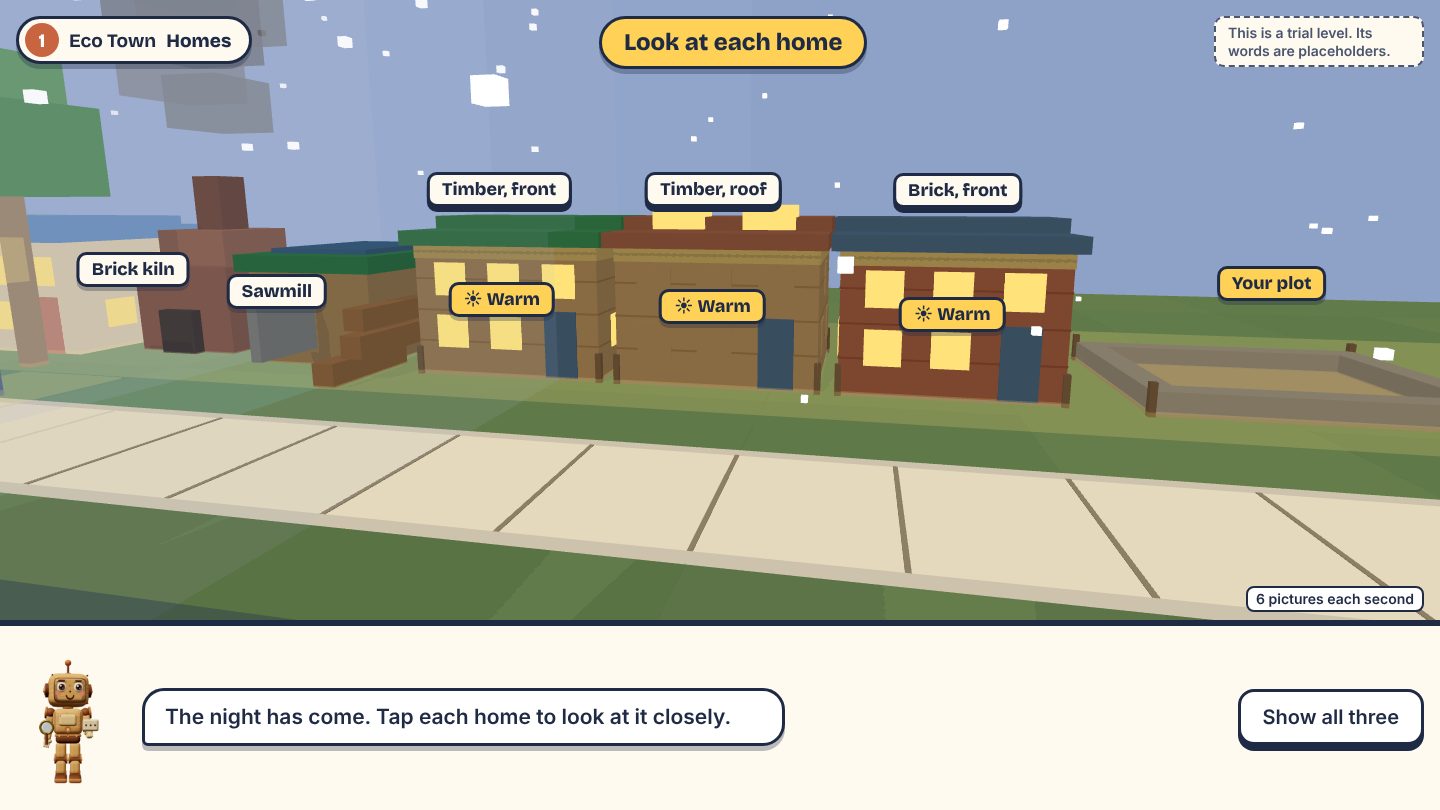 1 Eco Town Homes
Look at each home
This is a trial level. Its
words are placeholders.
Timber, front
Timber, roof
Brick, front
Brick kiln
Sawmill
Your plot
☀ Warm
☀ Warm
☀ Warm
6 pictures each second
The night has come. Tap each home to look at it closely.
Show all three